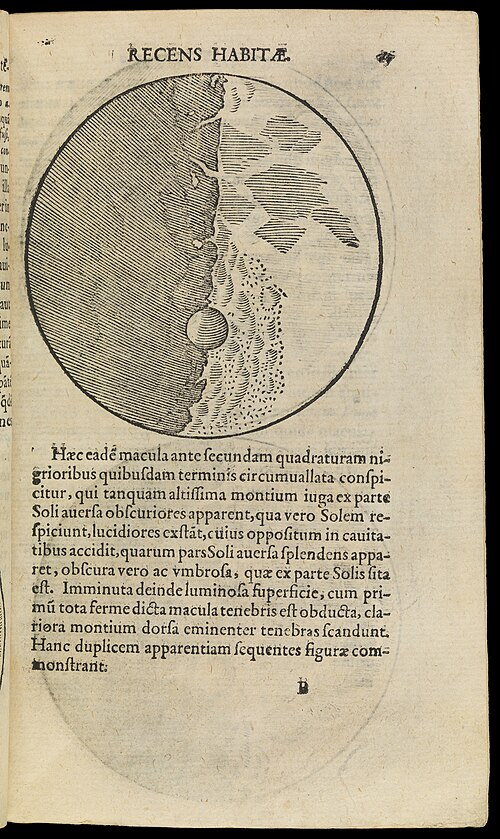 RECENS HABITÆ.
Hæc eadē macula ante ſecundam quadraturam ni-
grioribus quibuſdam terminis circumuallata conſpi-
citur, qui tanquam altiſſima montium iuga ex parte
Soli auerſa obſcuriores apparent, qua vero Solem re-
ſpiciunt, lucidiores exſtāt, cuius oppoſitum in cauita-
tibus accidit, quarum pars Soli auerſa ſplendens appa-
ret, obſcura vero ac vmbroſa, quæ ex parte Solis ſita
eſt. Imminuta deinde luminoſa ſuperficie, cum pri-
mū tota ferme dicta macula tenebris eſt obducta, cla-
riora montium dorſa eminenter tenebras ſcandunt.
Hanc duplicem apparentiam ſequentes figuræ com-
monſtrant.
B